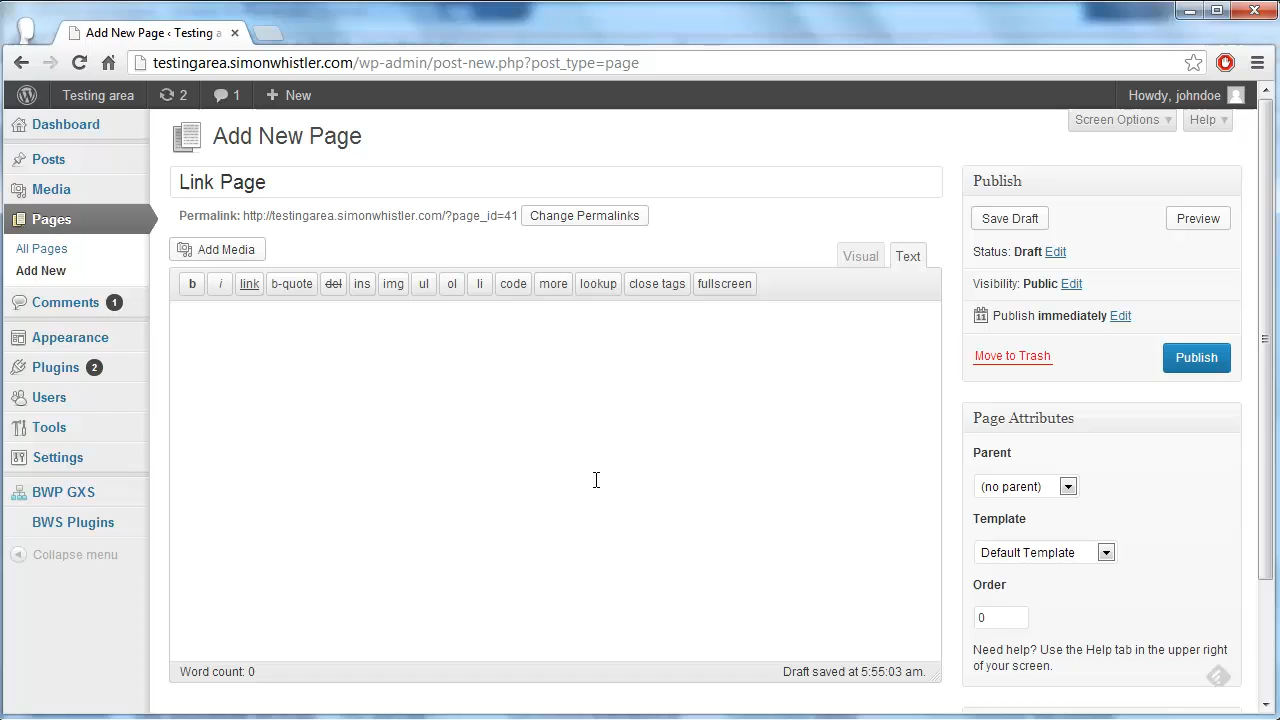 Add New Page ‹ Testing a
testingarea.simonwhistler.com/wp-admin/post-new.php?post_type=page
Testing area
2
1
New
Howdy, johndoe
Dashboard
Posts
Media
Pages
All Pages
Add New
Comments 1
Appearance
Plugins 2
Users
Tools
Settings
BWP GXS
BWS Plugins
Collapse menu
Add New Page
Screen Options
Help
Link Page
Permalink: http://testingarea.simonwhistler.com/?page_id=41 Change Permalinks
Add Media
Visual
Text
b
i
link
b-quote
del
ins
img
ul
ol
li
code
more
lookup
close tags
fullscreen
Word count: 0
Draft saved at 5:55:03 am.
Publish
Save Draft
Preview
Status: Draft Edit
Visibility: Public Edit
11 Publish immediately Edit
Move to Trash
Publish
Page Attributes
Parent
(no parent)
Template
Default Template
Order
0
Need help? Use the Help tab in the upper right
of your screen.